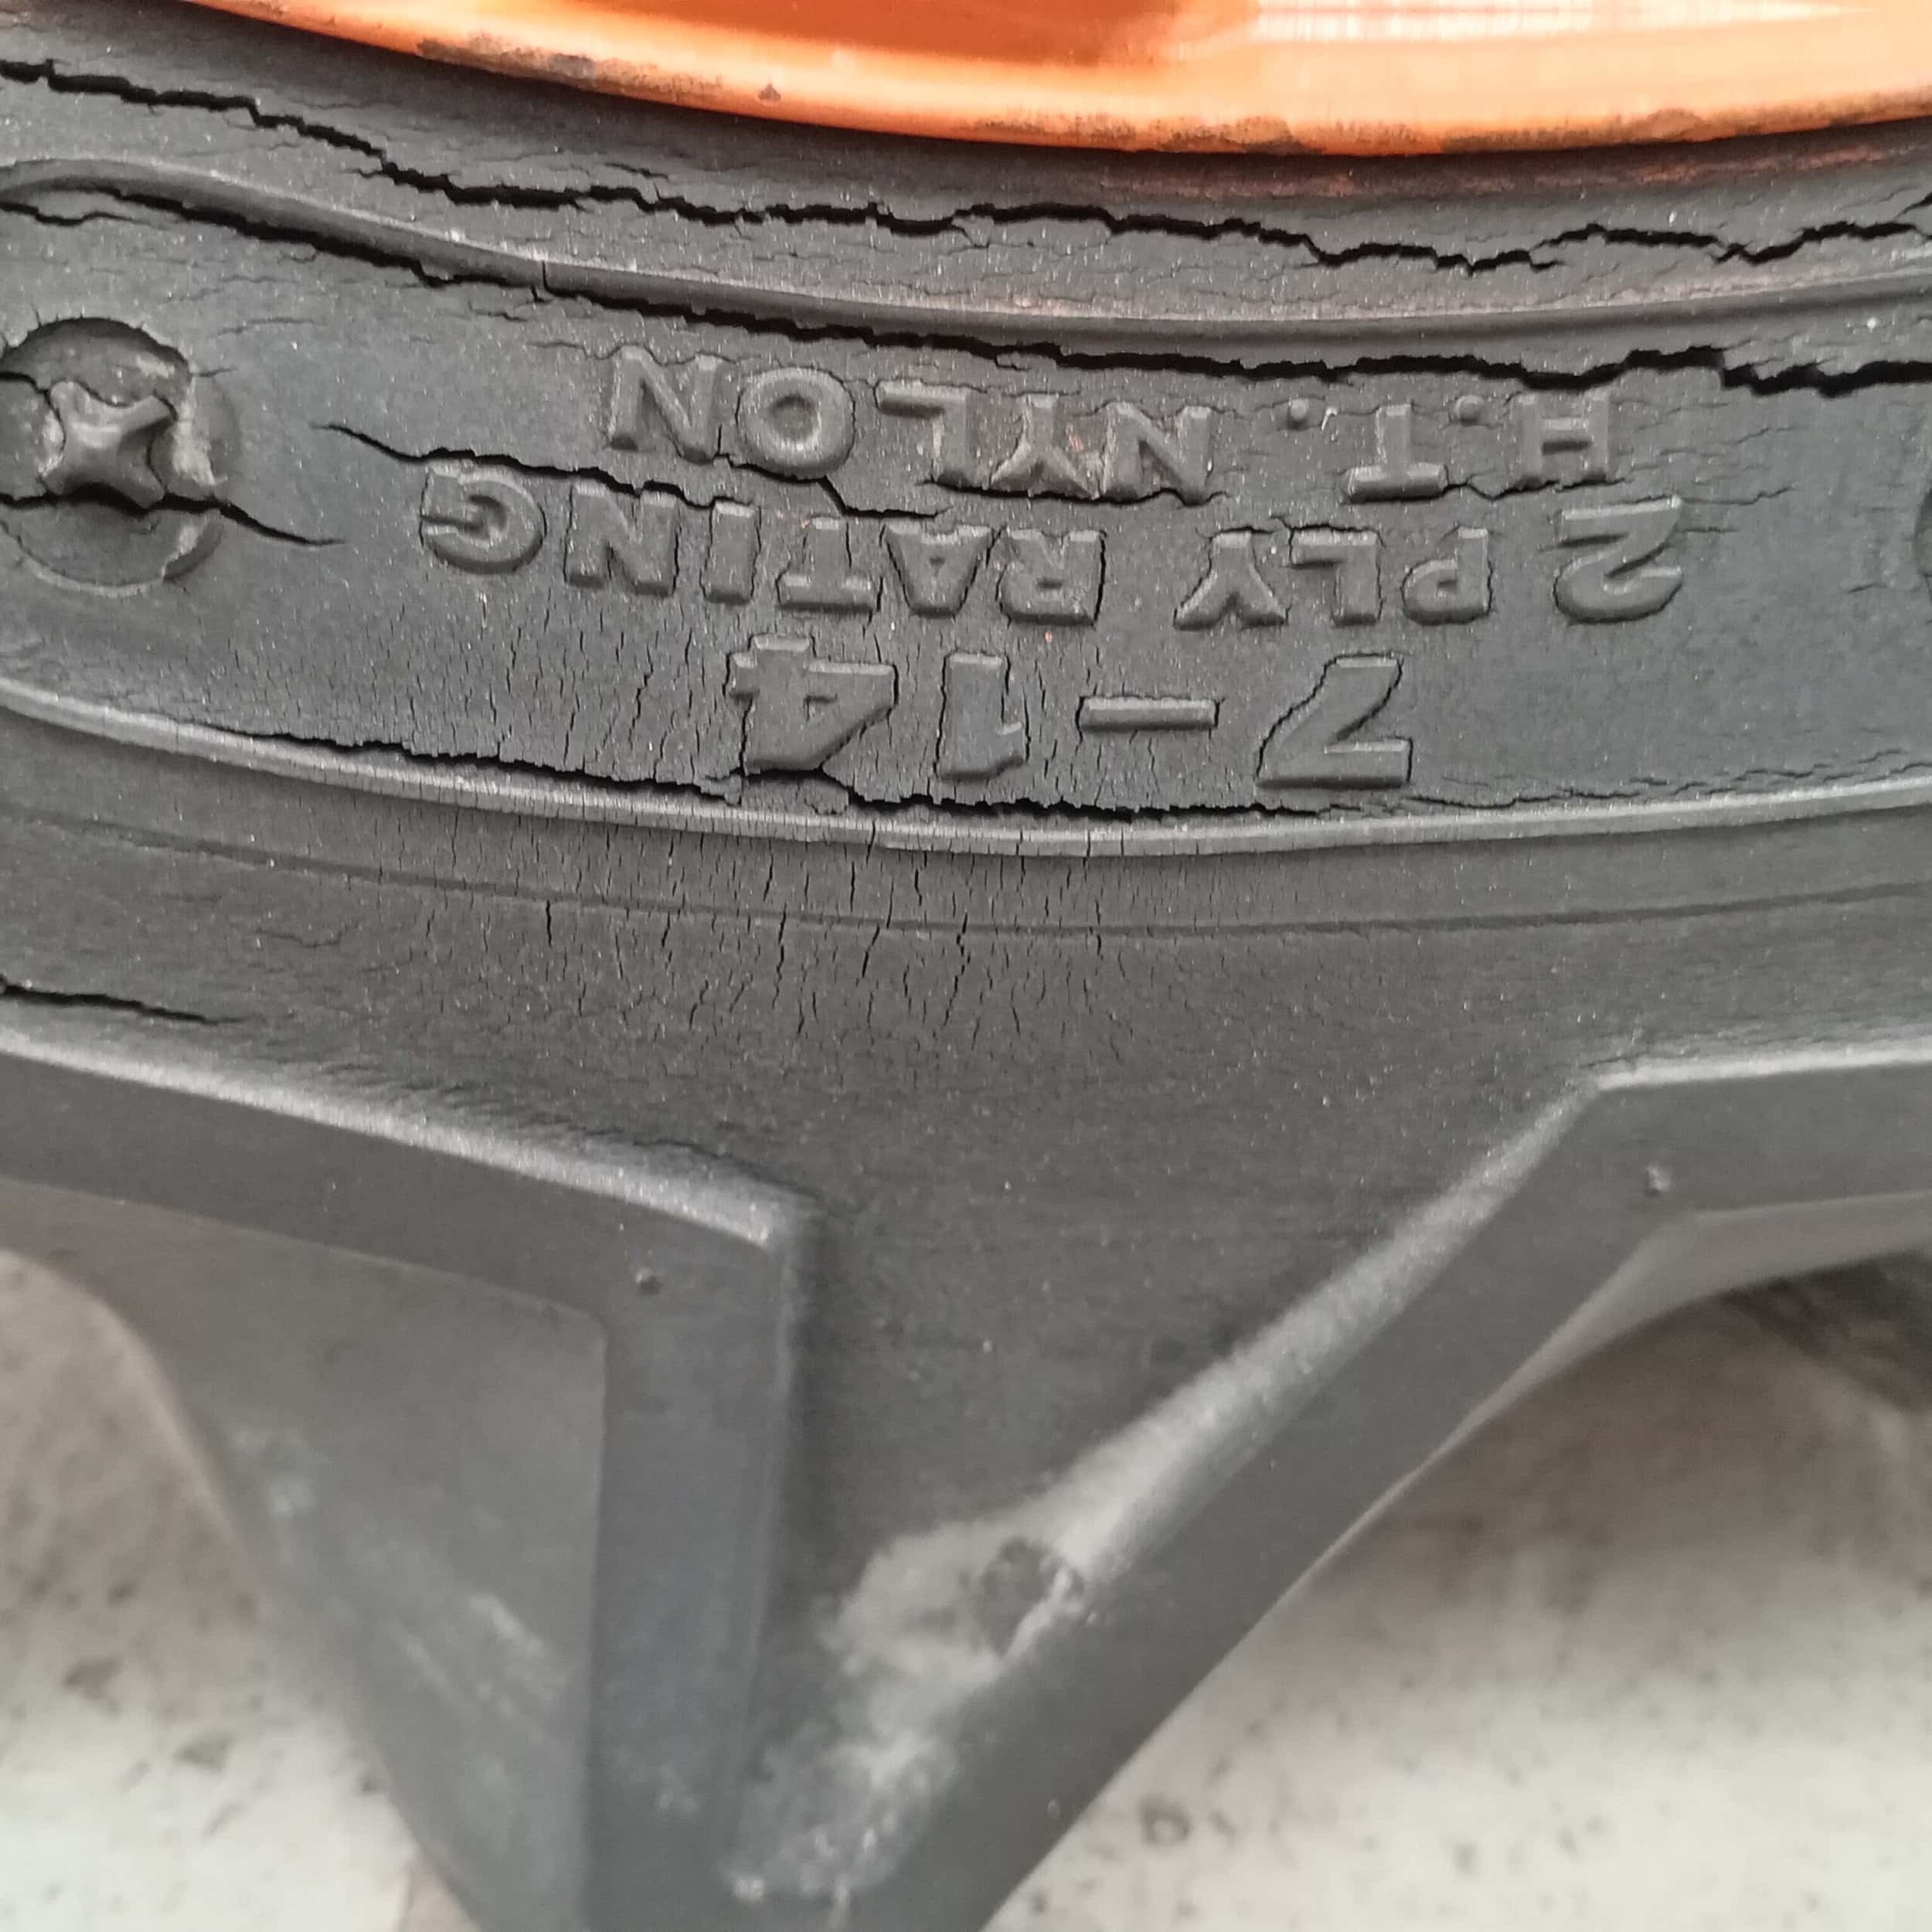 7-14
2 PLY RATING
H.T. NYLON